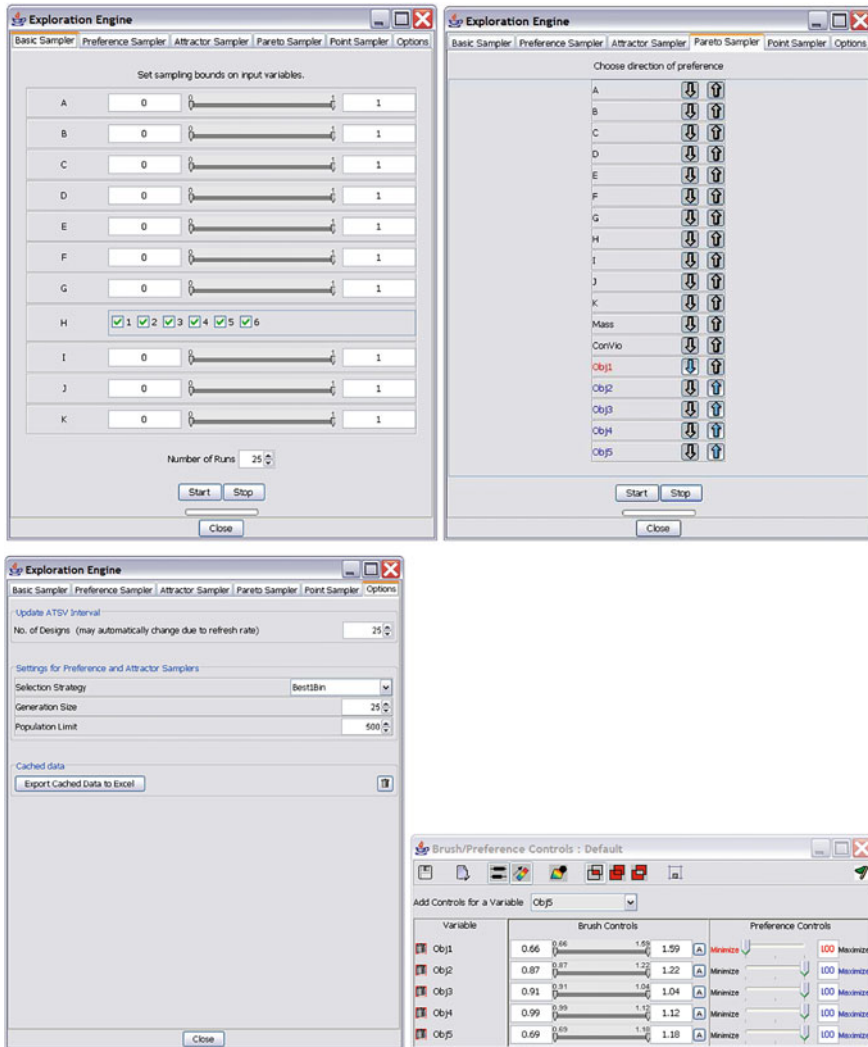 Exploration Engine
Basic Sampler Preference Sampler Attractor Sampler Pareto Sampler Point Sampler Options
Set sampling bounds on input variables.
A 0 0 1 1
B 0 0 1 1
C 0 0 1 1
D 0 0 1 1
E 0 0 1 1
F 0 0 1 1
G 0 0 1 1
H 1 2 3 4 5 6
I 0 0 1 1
J 0 0 1 1
K 0 0 1 1
Number of Runs 25
Start Stop
Close
Exploration Engine
Basic Sampler Preference Sampler Attractor Sampler Pareto Sampler Point Sampler Options
Choose direction of preference
A
B
C
D
E
F
G
H
I
J
K
Mass
ConVio
Obj1
Obj2
Obj3
Obj4
Obj5
Start Stop
Close
Exploration Engine
Basic Sampler Preference Sampler Attractor Sampler Pareto Sampler Point Sampler Options
Update ATSV Interval
No. of Designs (may automatically change due to refresh rate) 25
Settings for Preference and Attractor Samplers
Selection Strategy Best1Bin
Generation Size 25
Population Limit 500
Cached data
Export Cached Data to Excel
Close
Brush/Preference Controls : Default
Add Controls for a Variable Obj5
Variable Brush Controls Preference Controls
Obj1 0.66 0.66 1.59 1.59 A Minimize 1.00 Maximize
Obj2 0.87 0.87 1.22 1.22 A Minimize 1.00 Maximize
Obj3 0.91 0.91 1.04 1.04 A Minimize 1.00 Maximize
Obj4 0.99 0.99 1.12 1.12 A Minimize 1.00 Maximize
Obj5 0.69 0.69 1.18 1.18 A Minimize 1.00 Maximize